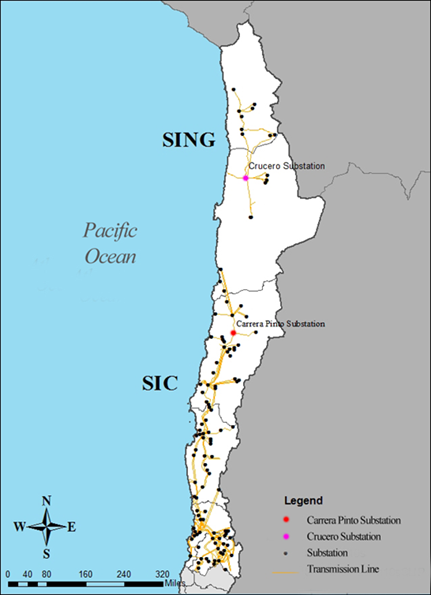 SING
Crucero Substation
Pacific
Ocean
Carrera Pinto Substation
SIC
N
W E
S
Legend
Carrera Pinto Substation
Crucero Substation
Substation
Transmission Line
0 40 80 160 240 320
Miles